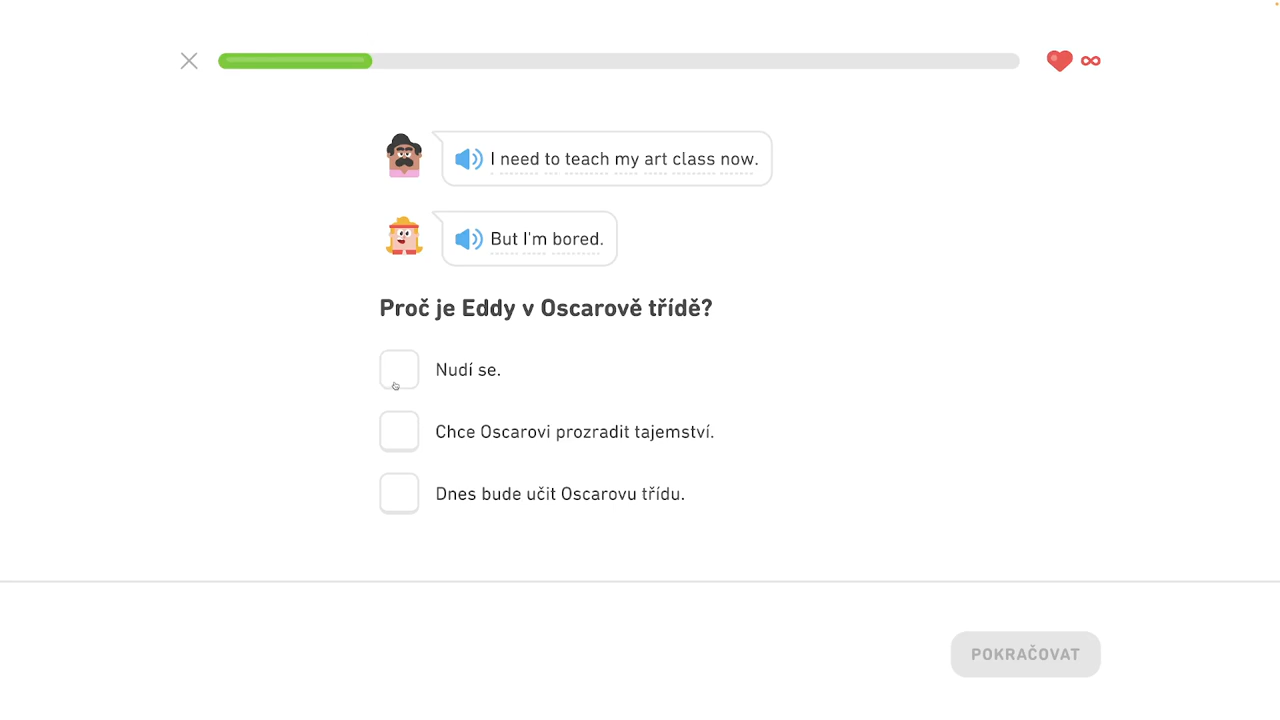 I need to teach my art class now.
But I'm bored.
Proč je Eddy v Oscarově třídě?
Nudí se.
Chce Oscarovi prozradit tajemství.
Dnes bude učit Oscarovu třídu.
POKRAČOVAT